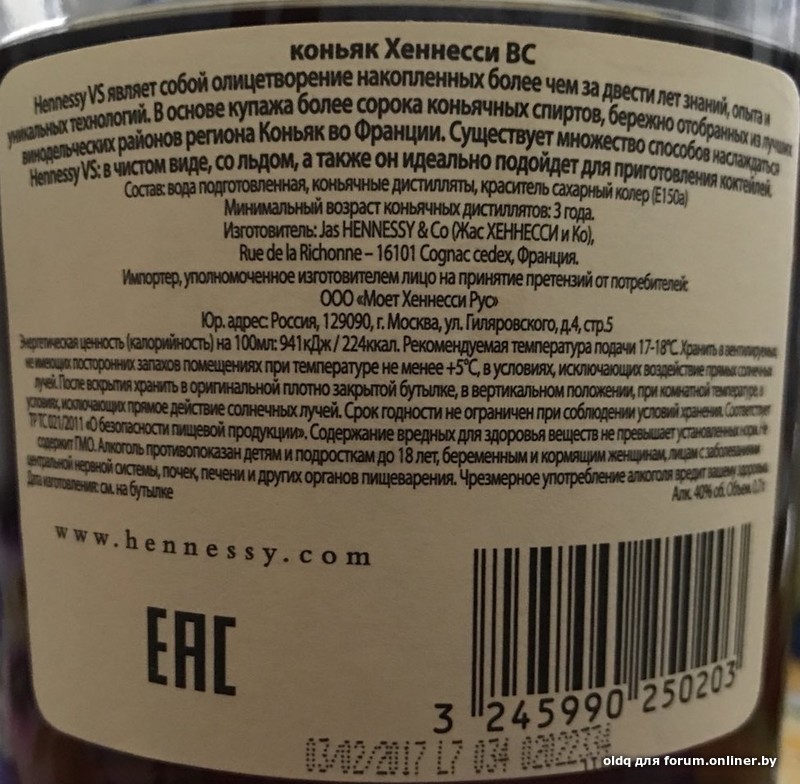 коньяк Хеннесси ВС
Hennessy VS являет собой олицетворение накопленных более чем за двести лет знаний, опыта и
уникальных технологий. В основе купажа более сорока коньячных спиртов, бережно отобранных из лучших
винодельческих районов региона Коньяк во Франции. Существует множество способов наслаждаться
Hennessy VS: в чистом виде, со льдом, а также он идеально подойдет для приготовления коктейлей.
Состав: вода подготовленная, коньячные дистилляты, краситель сахарный колер (E150a)
Минимальный возраст коньячных дистиллятов: 3 года.
Изготовитель: Jas HENNESSY & Co (Жас ХЕННЕССИ и Ко),
Rue de la Richonne – 16101 Cognac cedex, Франция.
Импортер, уполномоченное изготовителем лицо на принятие претензий от потребителей:
ООО «Моет Хеннесси Рус»
Юр. адрес: Россия, 129090, г. Москва, ул. Гиляровского, д.4, стр.5
Энергетическая ценность (калорийность) на 100мл: 941кДж / 224ккал. Рекомендуемая температура подачи 17-18°С. Хранить в вентилируемых
не имеющих посторонних запахов помещениях при температуре не менее +5°С, в условиях, исключающих воздействие прямых солнечных
лучей. После вскрытия хранить в оригинальной плотно закрытой бутылке, в вертикальном положении, при комнатной температуре, в
условиях, исключающих прямое действие солнечных лучей. Срок годности не ограничен при соблюдении условий хранения. Соответствует
ТР ТС 021/2011 «О безопасности пищевой продукции». Содержание вредных для здоровья веществ не превышает установленных норм. Не
содержит ГМО. Алкоголь противопоказан детям и подросткам до 18 лет, беременным и кормящим женщинам, лицам с заболеваниями
центральной нервной системы, почек, печени и других органов пищеварения. Чрезмерное употребление алкоголя вредит вашему здоровью
Дата изготовления: см. на бутылке
Алк. 40% об. Объем
www.hennessy.com
EAC
3 245990 250203
03/02/2017 L7 034
oldq для forum.onliner.by